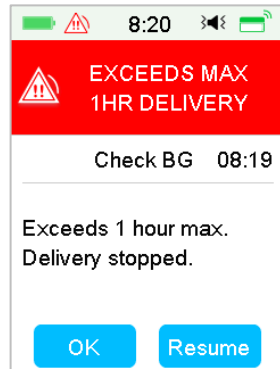 8:20
EXCEEDS MAX
1HR DELIVERY
Check BG 08:19
Exceeds 1 hour max.
Delivery stopped.
OK Resume